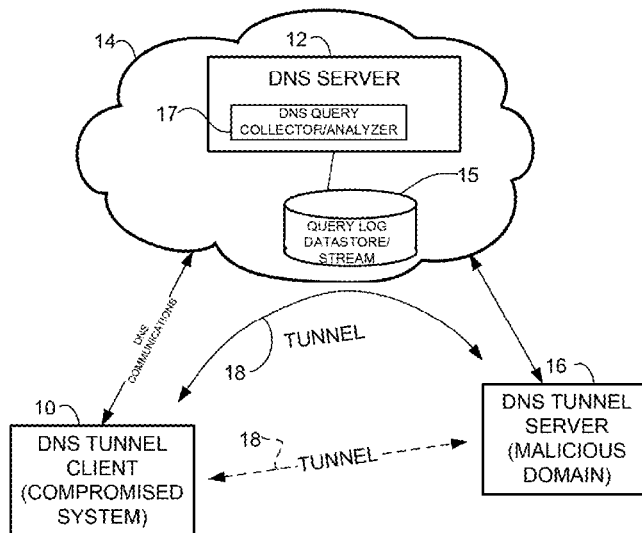 14
12
DNS SERVER
17
DNS QUERY
COLLECTOR/ANALYZER
15
QUERY LOG
DATASTORE/
STREAM
DNS
COMMUNICATIONS
18
TUNNEL
10
DNS TUNNEL
CLIENT
(COMPROMISED
SYSTEM)
18
TUNNEL
16
DNS TUNNEL
SERVER
(MALICIOUS
DOMAIN)